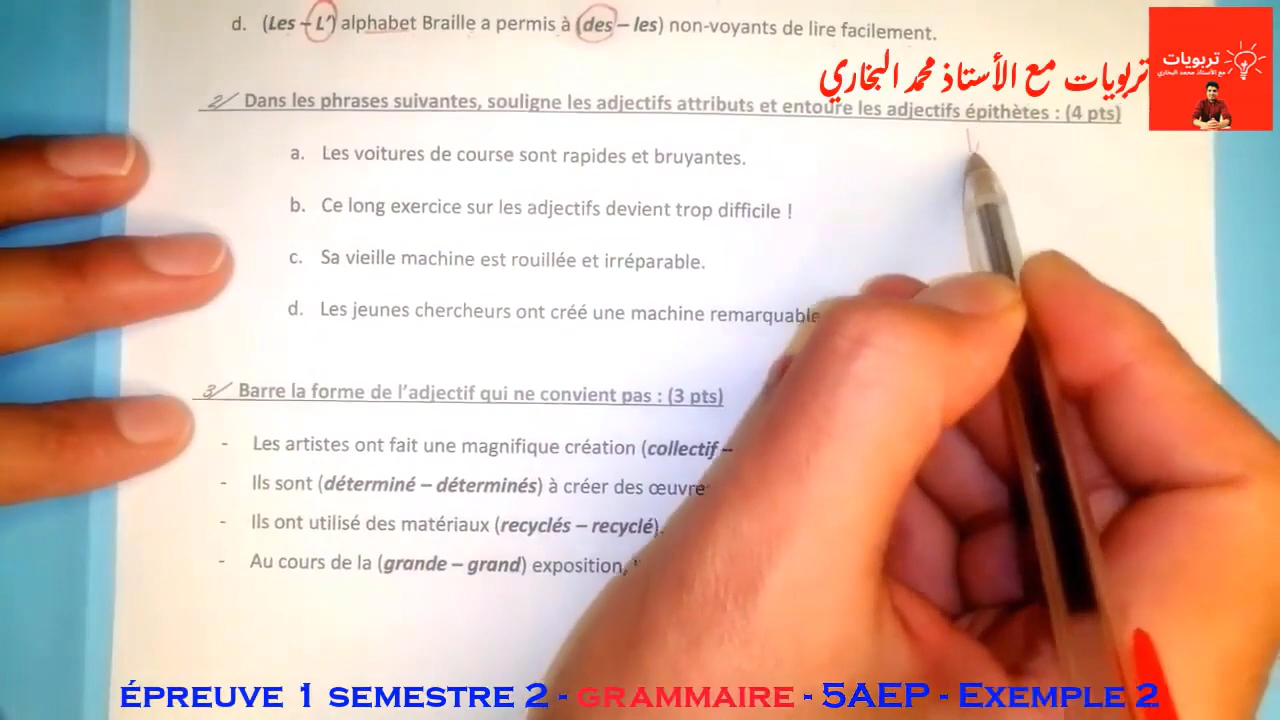 d. (Les – L’) alphabet Braille a permis à (des – les) non-voyants de lire facilement.
تربويات
مع الأستاذ محمد البخاري
تربويات مع الأستاذ محمد البخاري
2/ Dans les phrases suivantes, souligne les adjectifs attributs et entoure les adjectifs épithètes : (4 pts)
a. Les voitures de course sont rapides et bruyantes.
b. Ce long exercice sur les adjectifs devient trop difficile !
c. Sa vieille machine est rouillée et irréparable.
d. Les jeunes chercheurs ont créé une machine remarquable
3/ Barre la forme de l’adjectif qui ne convient pas : (3 pts)
- Les artistes ont fait une magnifique création (collectif –
- Ils sont (déterminé – déterminés) à créer des œuvre
- Ils ont utilisé des matériaux (recyclés – recyclé).
- Au cours de la (grande – grand) exposition,
ÉPREUVE 1 SEMESTRE 2 - GRAMMAIRE - 5AEP - EXEMPLE 2